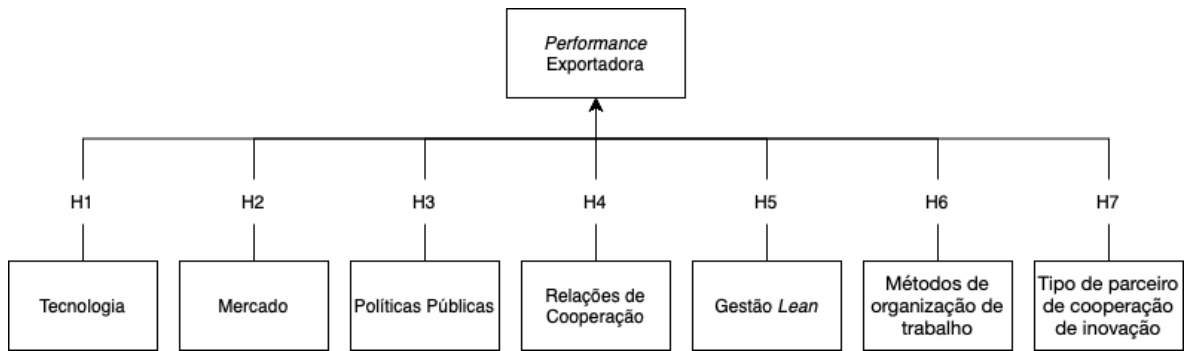 Performance
Exportadora
H1
H2
H3
H4
H5
H6
H7
Tecnologia
Mercado
Políticas Públicas
Relações de
Cooperação
Gestão Lean
Métodos de
organização de
trabalho
Tipo de parceiro
de cooperação
de inovação